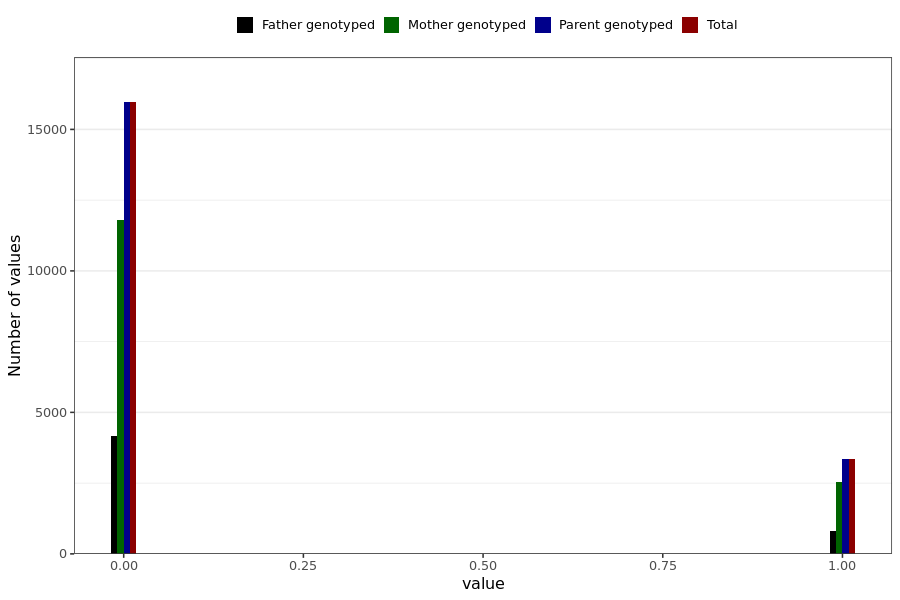 Father genotyped Mother genotyped Parent genotyped Total
Number of values
15000
10000
5000
0
0.00 0.25 0.50 0.75 1.00
value